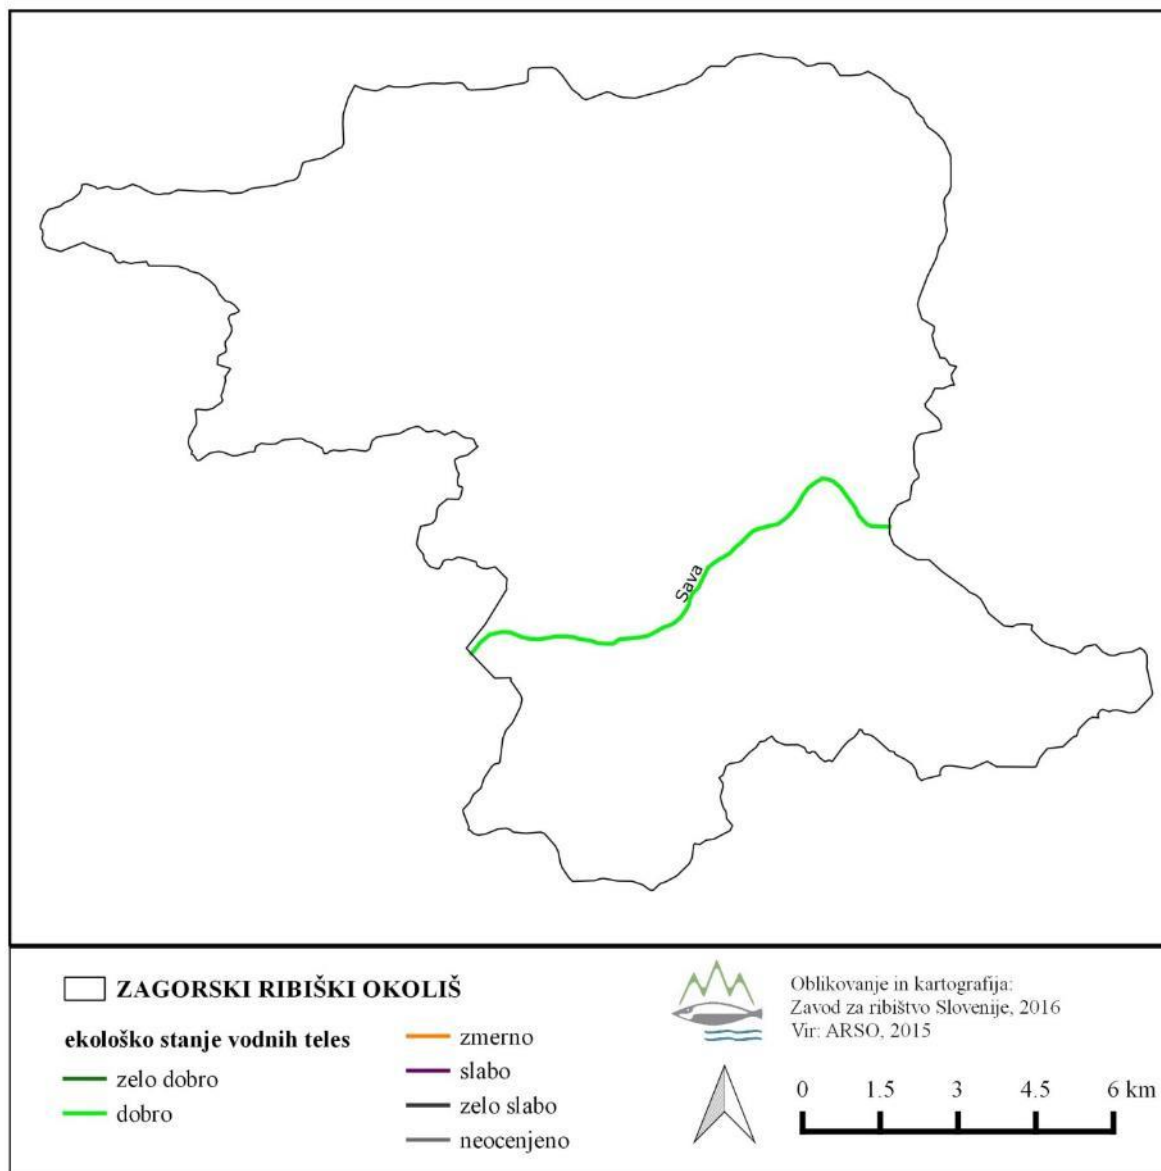 Sava
ZAGORSKI RIBIŠKI OKOLIŠ
ekološko stanje vodnih teles
zelo dobro
dobro
zmerno
slabo
zelo slabo
neocenjeno
Oblikovanje in kartografija:
Zavod za ribištvo Slovenije, 2016
Vir: ARSO, 2015
0 1.5 3 4.5 6 km